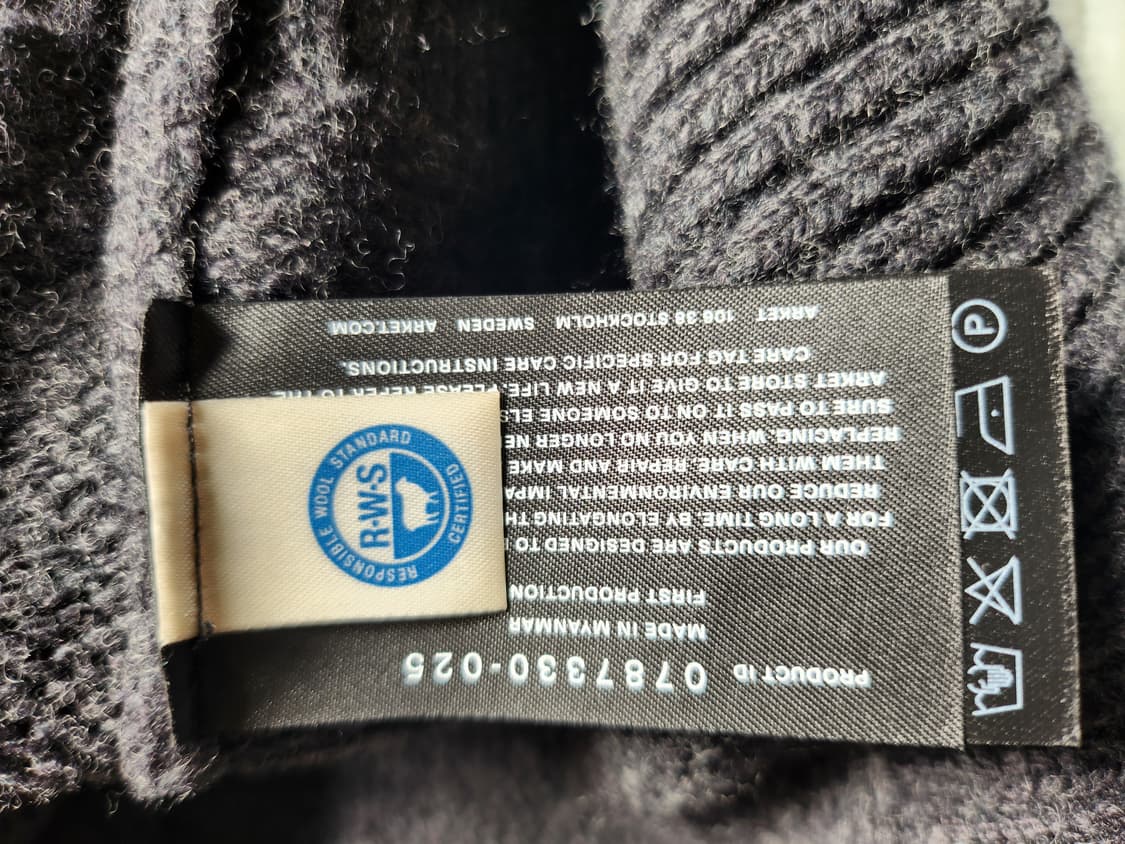 PRODUCT ID 0787330-025
MADE IN MYANMAR
FIRST PRODUCTION
OUR PRODUCTS ARE DESIGNED TO
FOR A LONG TIME. BY ELONGATING
REDUCE OUR ENVIRONMENTAL
THEM WITH CARE, REPAIR AND MAKE
REPLACING. WHEN YOU NO LONGER
SURE TO PASS IT ON TO SOMEONE
ARKET STORE TO GIVE IT A NEW LIFE. PLEASE REFER TO THE
CARE TAG FOR SPECIFIC CARE INSTRUCTIONS.
ARKET 106 38 STOCKHOLM SWEDEN ARKET.COM
RESPONSIBLE WOOL STANDARD
R·W·S
CERTIFIED
P